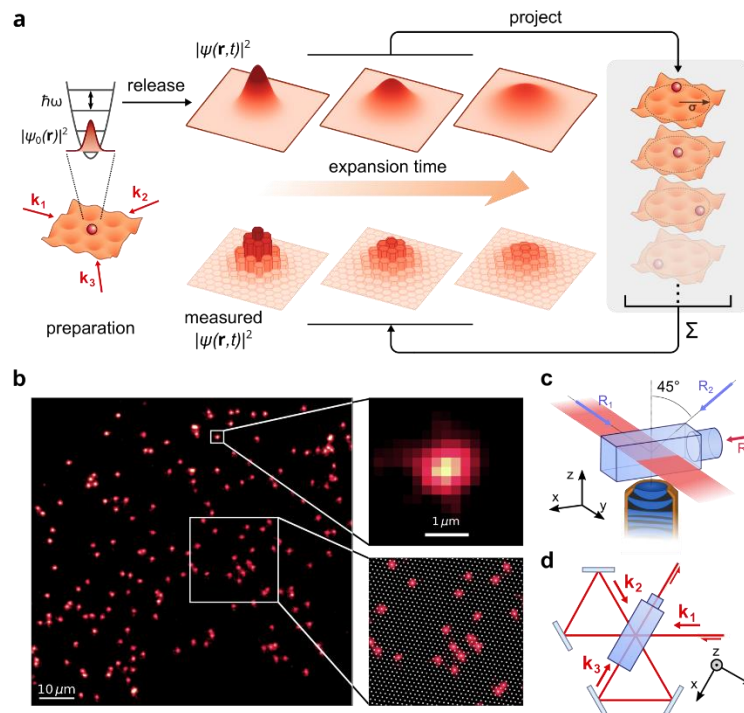 a
|ψ(r,t)|²
project
ħω
release
|ψ₀(r)|²
σ
k₁
k₂
expansion time
k₃
preparation
measured
|ψ(r,t)|²
Σ
b
1 μm
10 μm
c
45°
R₁
R₂
R
z
x
y
d
k₂
k₁
k₃
z
x